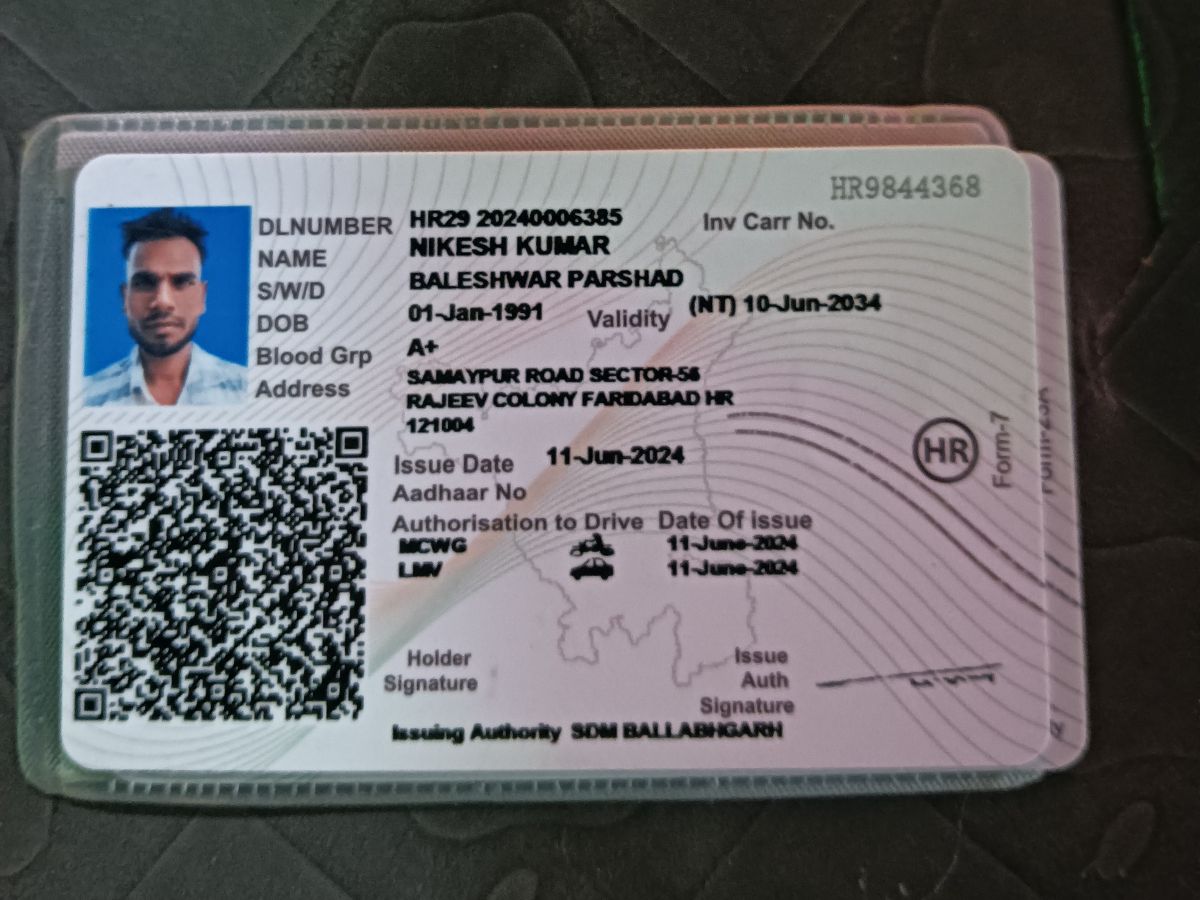 HR9844368
DLNUMBER HR29 20240006385 Inv Carr No.
NAME NIKESH KUMAR
S/W/D BALESHWAR PARSHAD
DOB 01-Jan-1991 Validity (NT) 10-Jun-2034
Blood Grp A+
Address SAMAYPUR ROAD SECTOR-56
RAJEEV COLONY FARIDABAD HR
121004
Issue Date 11-Jun-2024
Aadhaar No
Authorisation to Drive Date Of issue
MCWG 11-June-2024
LMV 11-June-2024
HR
Form-7
Holder
Signature
Issue
Auth
Signature
Issuing Authority SDM BALLABHGARH